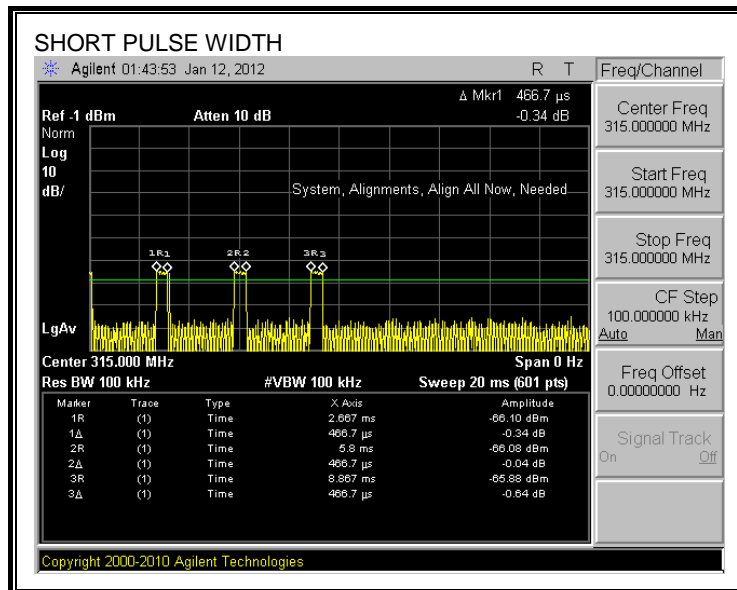 SHORT PULSE WIDTH
Agilent 01:43:53 Jan 12, 2012 R T
Freq/Channel
Δ Mkr1 466.7 µs
Ref -1 dBm Atten 10 dB -0.34 dB
Norm
Log
10
dB/
System, Alignments, Align All Now, Needed
1R 1 2R 2 3R 3
LgAv
Center 315.000 MHz Span 0 Hz
Res BW 100 kHz #VBW 100 kHz Sweep 20 ms (601 pts)
Marker Trace Type X Axis Amplitude
1R (1) Time 2.667 ms -66.10 dBm
1Δ (1) Time 466.7 µs -0.34 dB
2R (1) Time 5.8 ms -66.08 dBm
2Δ (1) Time 466.7 µs -0.04 dB
3R (1) Time 8.867 ms -65.88 dBm
3Δ (1) Time 466.7 µs -0.64 dB
Copyright 2000-2010 Agilent Technologies
Center Freq
315.000000 MHz
Start Freq
315.000000 MHz
Stop Freq
315.000000 MHz
CF Step
100.000000 kHz
Auto Man
Freq Offset
0.00000000 Hz
Signal Track
On Off